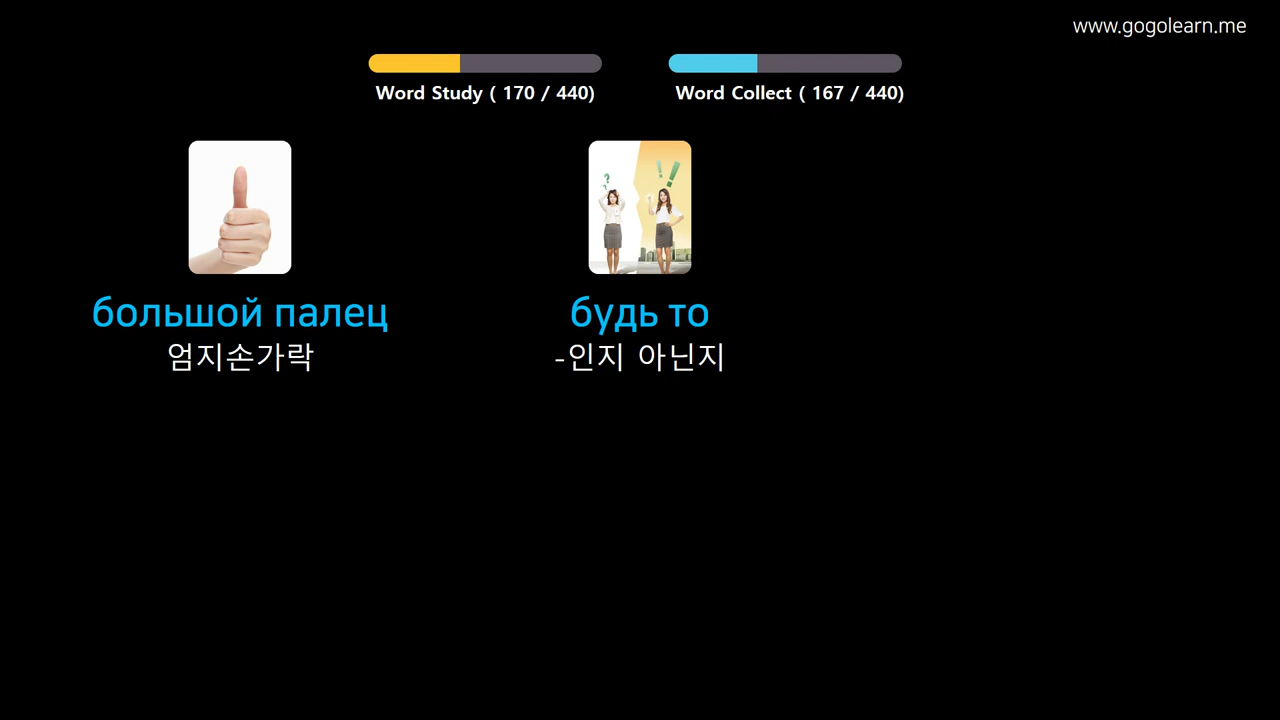 www.gogolearn.me
Word Study ( 170 / 440)
Word Collect ( 167 / 440)
большой палец
엄지손가락
будь то
-인지 아닌지